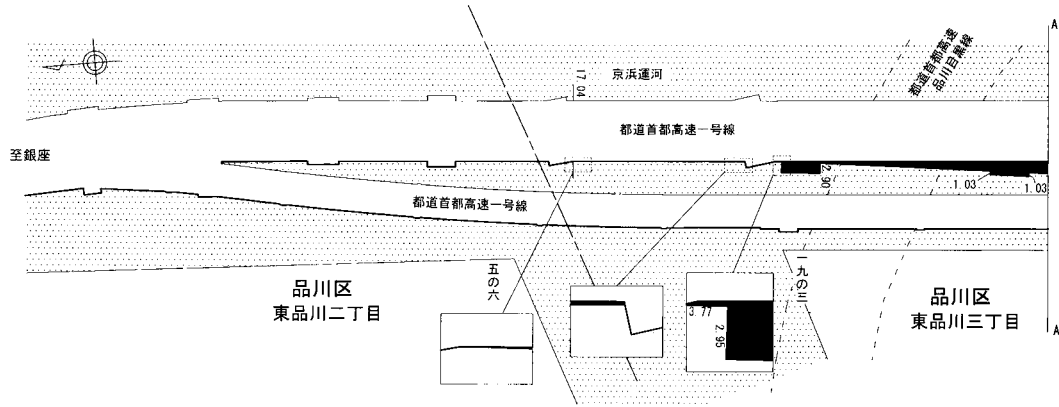 A
都道首都高速
品川目黒線
京浜運河
17.04
都道首都高速一号線
至銀座
2.90
1.03
1.03
都道首都高速一号線
五の六
一九の三
品川区
東品川二丁目
品川区
東品川三丁目
3.77
2.95
A